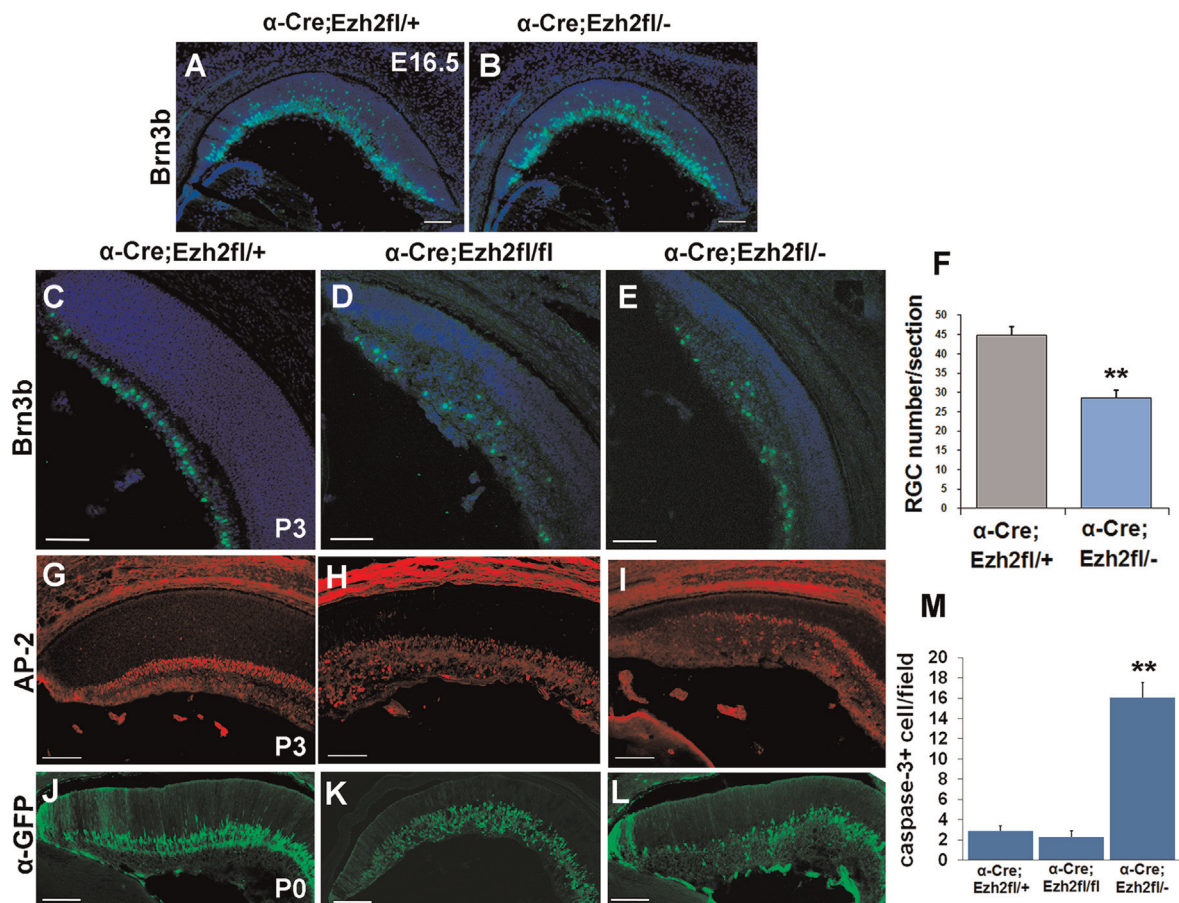 α-Cre;Ezh2fl/+
α-Cre;Ezh2fl/-
A
E16.5
B
Brn3b
α-Cre;Ezh2fl/+
α-Cre;Ezh2fl/fl
α-Cre;Ezh2fl/-
C
P3
D
E
Brn3b
F
RGC number/section
50
45
40
35
30
25
20
15
10
5
0
**
α-Cre;
Ezh2fl/+
α-Cre;
Ezh2fl/-
G
P3
H
I
AP-2
J
P0
K
L
α-GFP
M
caspase-3+ cell/field
20
18
16
14
12
10
8
6
4
2
0
**
α-Cre;
Ezh2fl/+
α-Cre;
Ezh2fl/fl
α-Cre;
Ezh2fl/-